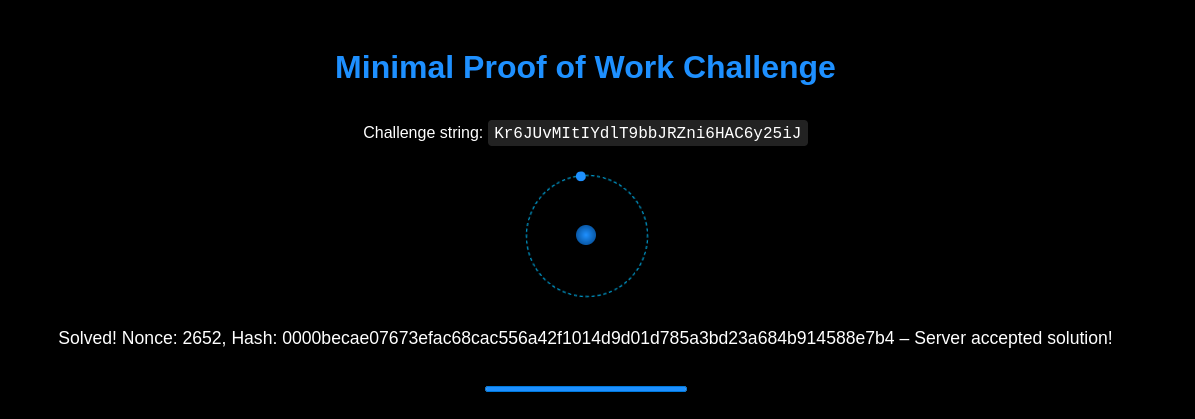 Minimal Proof of Work Challenge
Challenge string: Kr6JUvMItIYdlT9bbJRZni6HAC6y25iJ
Solved! Nonce: 2652, Hash: 0000becae07673efac68cac556a42f1014d9d01d785a3bd23a684b914588e7b4 – Server accepted solution!